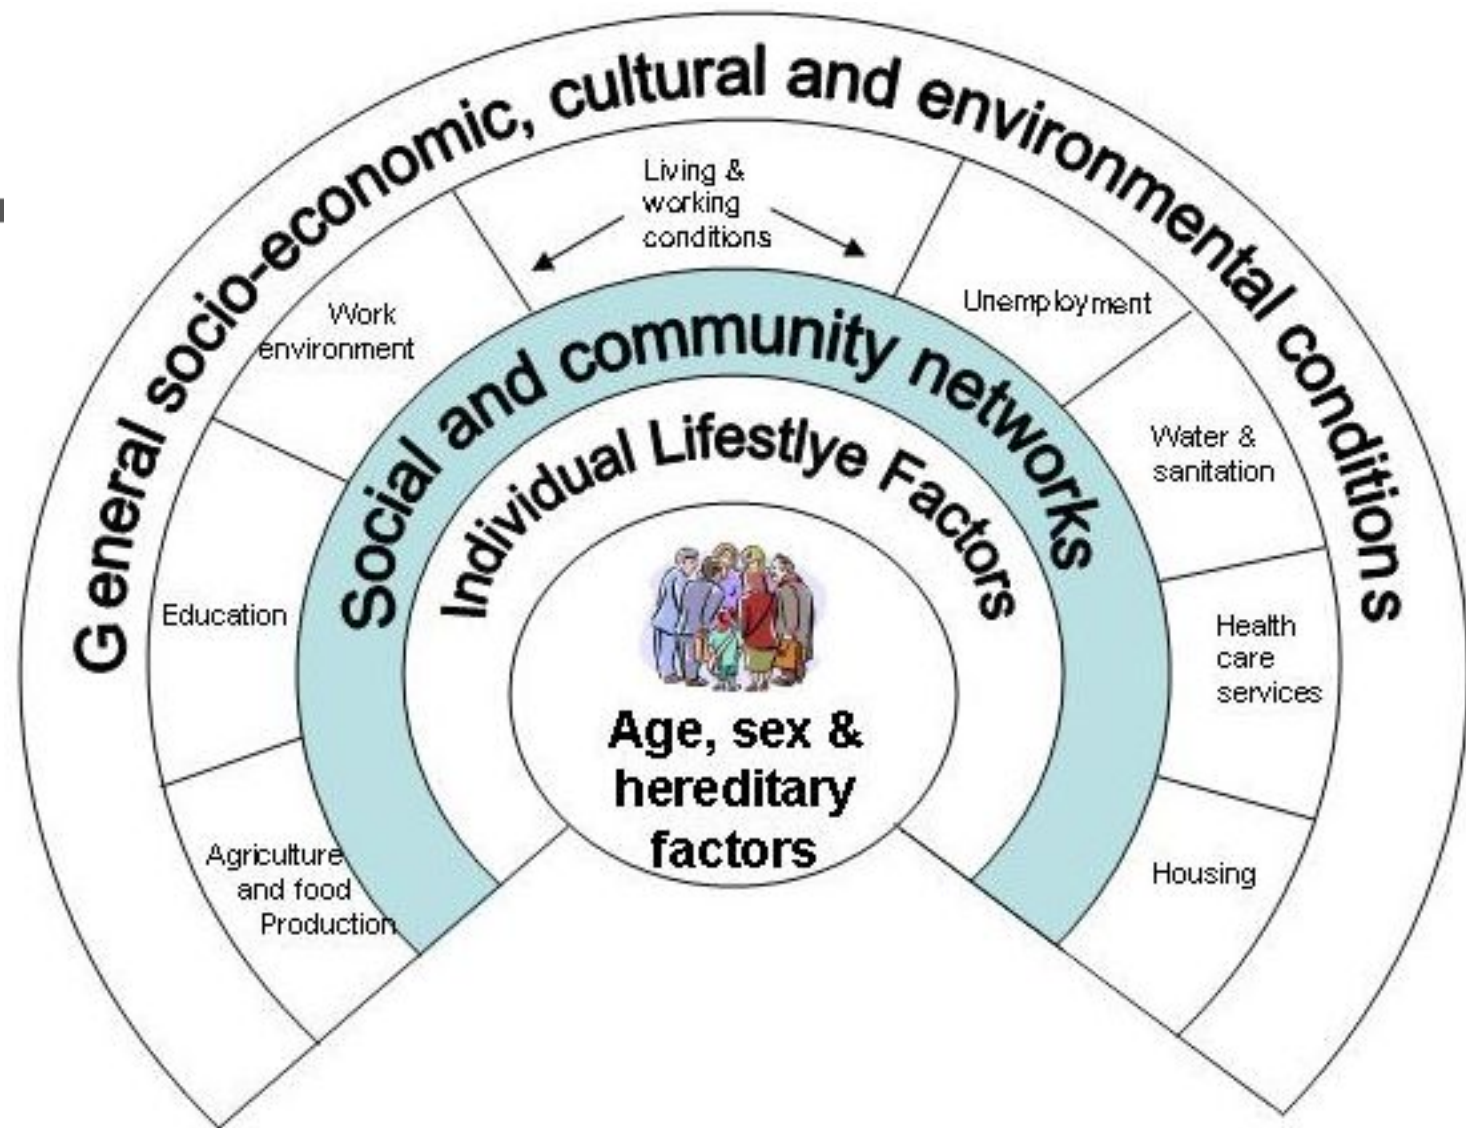 General socio-economic, cultural and environmental conditions
Living &
working
conditions
Work
environment
Unemployment
Social and community networks
Water &
sanitation
Individual Lifestlye Factors
Education
Health
care
services
Age, sex &
hereditary
factors
Agriculture
and food
Production
Housing